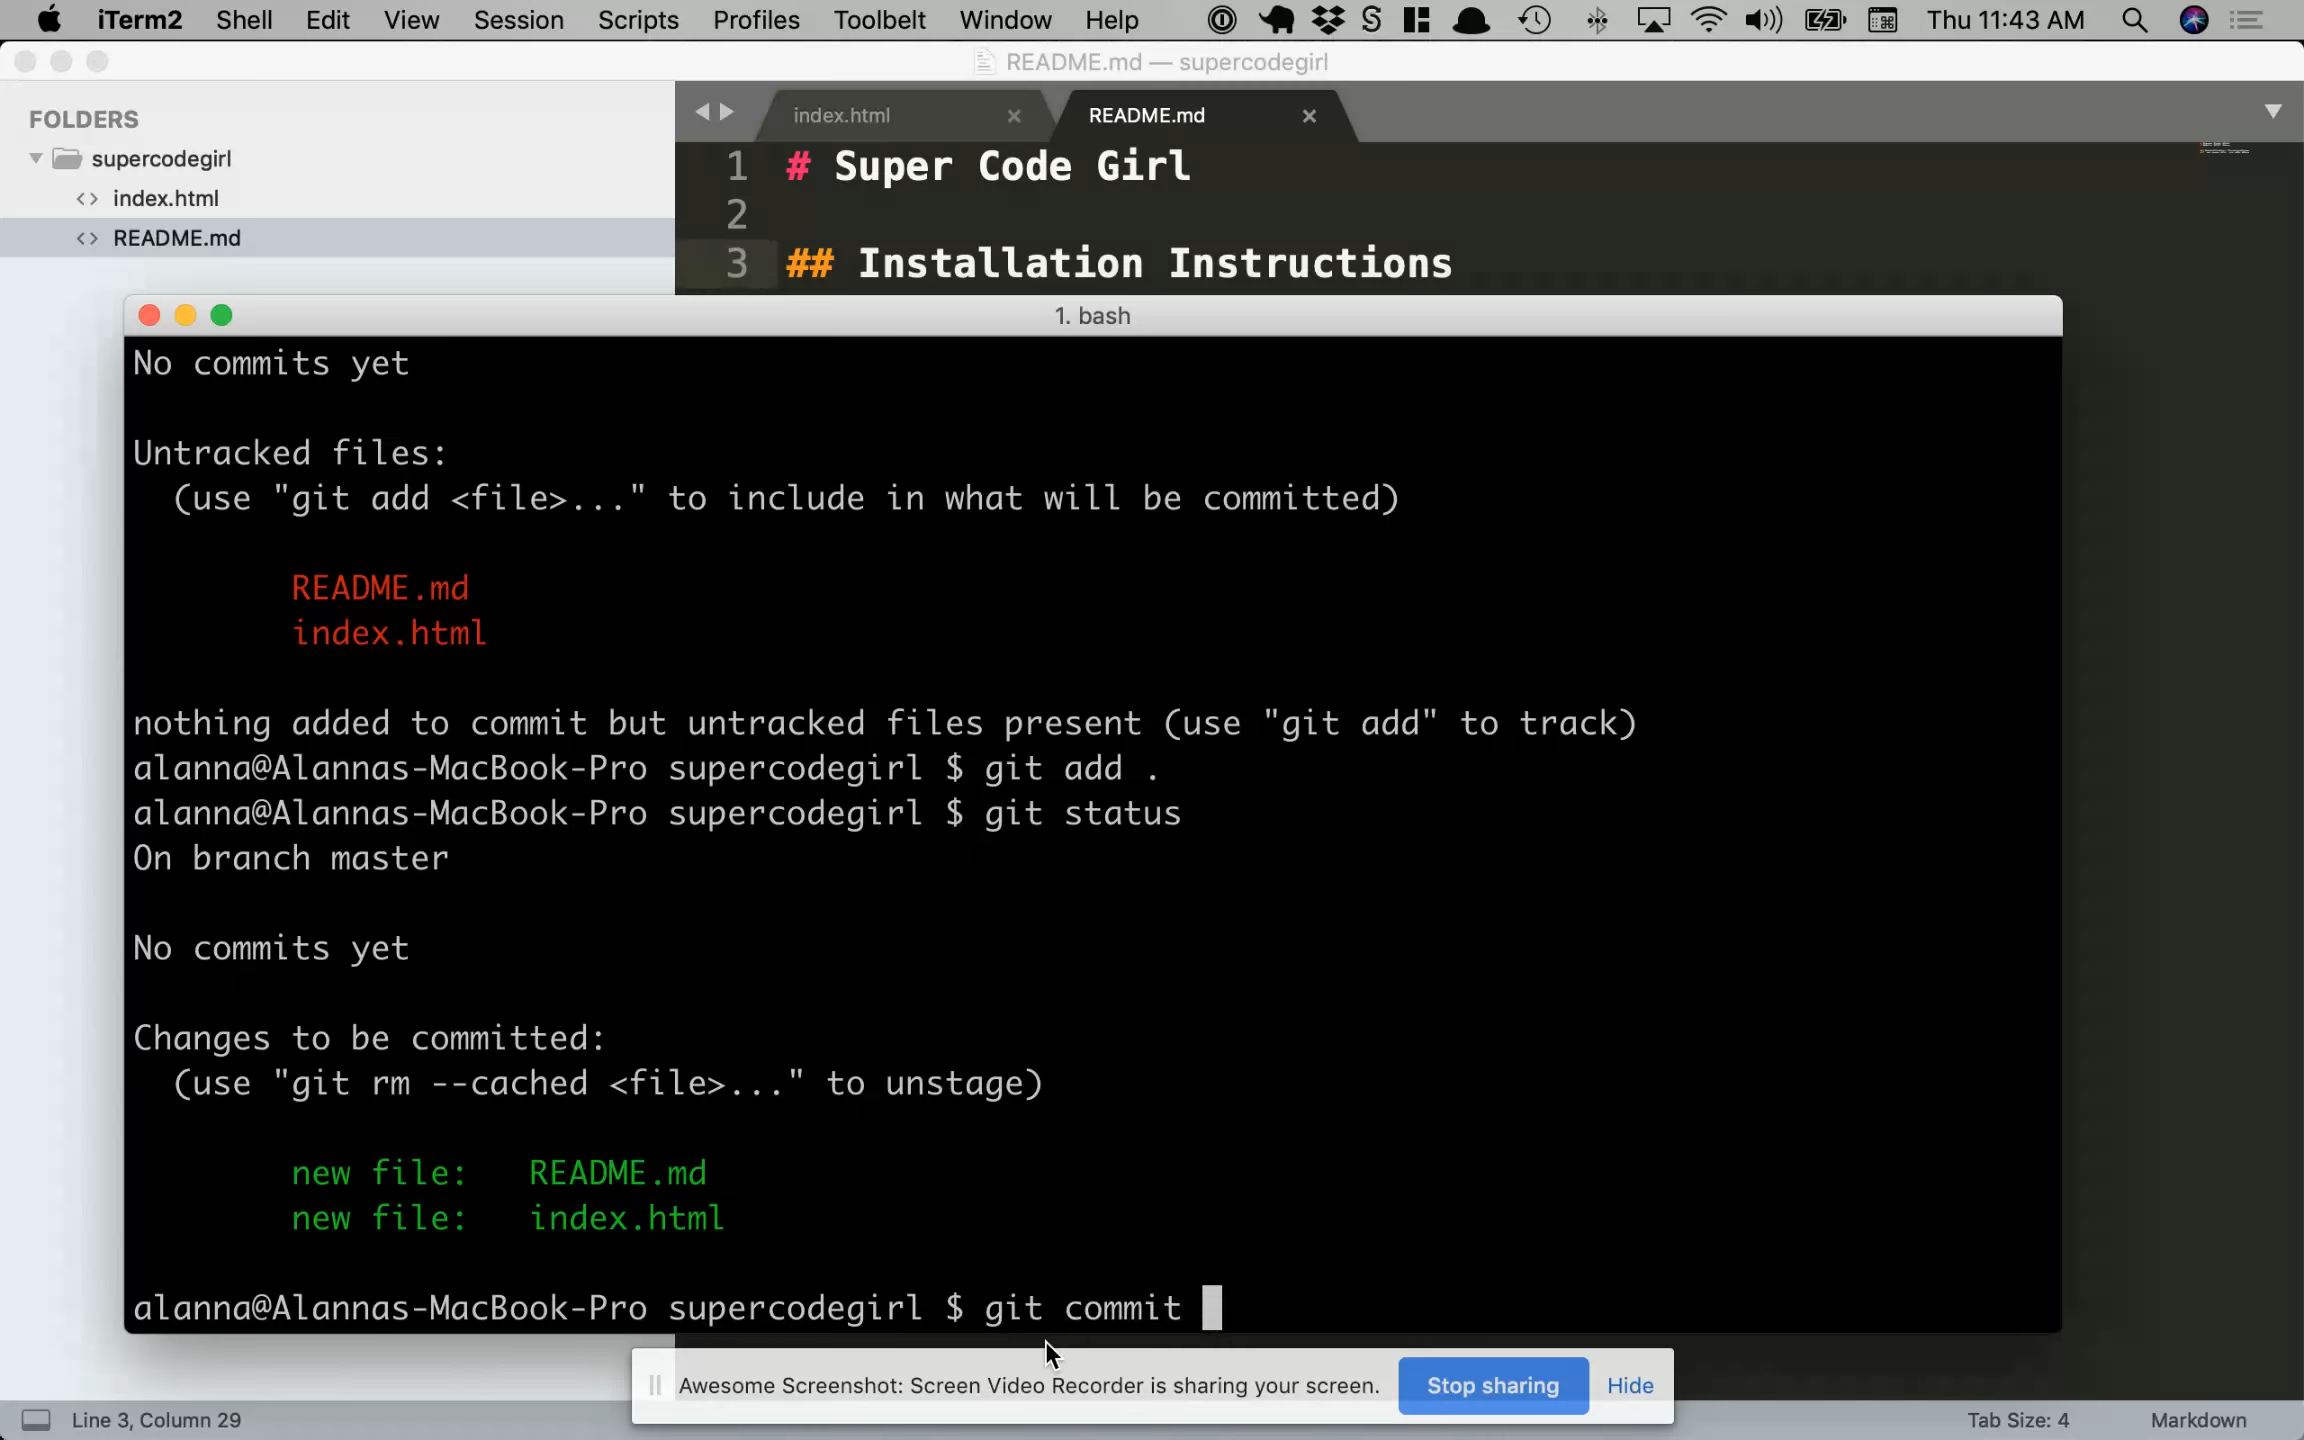 iTerm2 Shell Edit View Session Scripts Profiles Toolbelt Window Help Thu 11:43 AM
README.md — supercodegirl
FOLDERS
supercodegirl
<> index.html
<> README.md
index.html × README.md ×
1 # Super Code Girl
2
3 ## Installation Instructions
1. bash
No commits yet
Untracked files:
(use "git add <file>..." to include in what will be committed)
README.md
index.html
nothing added to commit but untracked files present (use "git add" to track)
alanna@Alannas-MacBook-Pro supercodegirl $ git add .
alanna@Alannas-MacBook-Pro supercodegirl $ git status
On branch master
No commits yet
Changes to be committed:
(use "git rm --cached <file>..." to unstage)
new file: README.md
new file: index.html
alanna@Alannas-MacBook-Pro supercodegirl $ git commit
Awesome Screenshot: Screen Video Recorder is sharing your screen. Stop sharing Hide
Line 3, Column 29 Tab Size: 4 Markdown